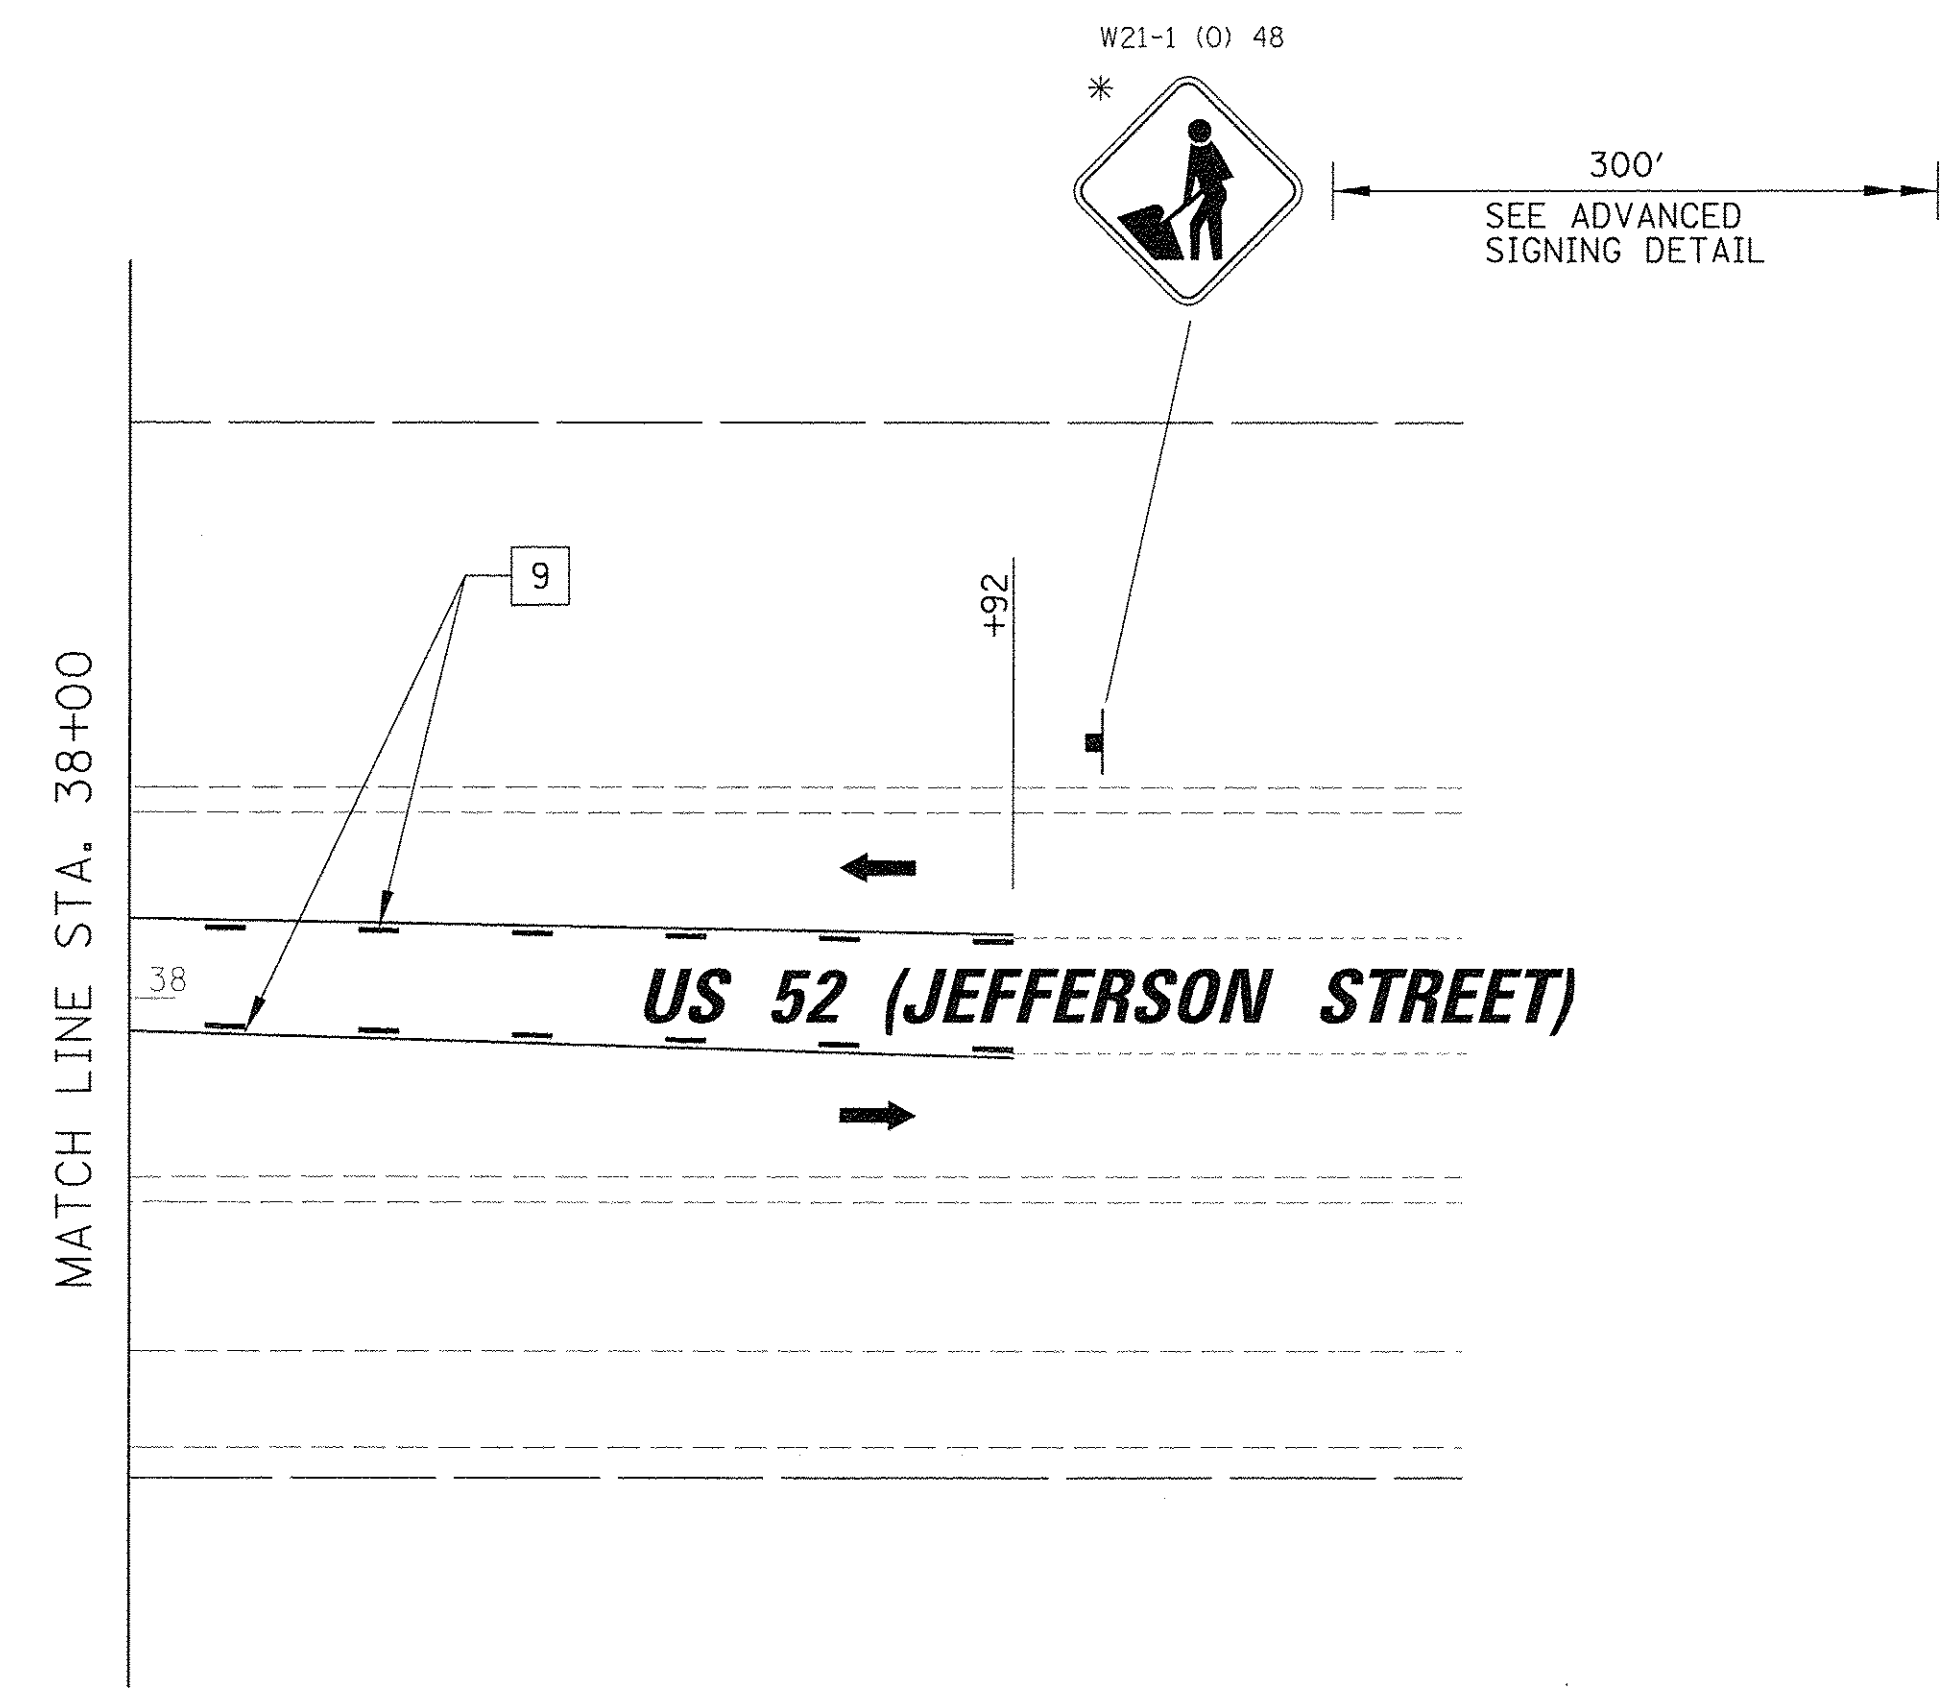 W21-1 (O) 48
*
300'
SEE ADVANCED
SIGNING DETAIL
9
+92
MATCH LINE STA. 38+00
38
US 52 (JEFFERSON STREET)